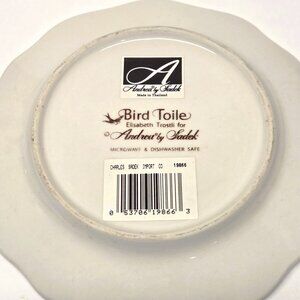 A
Andrea by Sadek
Made in Thailand
Bird Toile
Elisabeth Trostli for
Andrea by Sadek
MICROWAVE & DISHWASHER SAFE
CHARLES SADEK IMPORT CO 19866
0 53706 19866 3